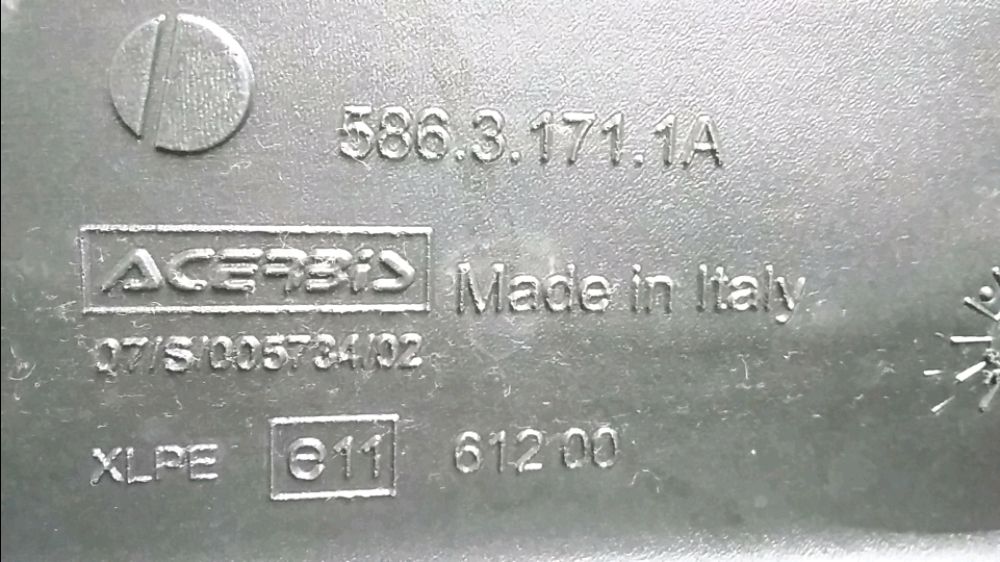 586.3.171.1A
ACERBIS Made in Italy
07/S/005734/02
XLPE e11 612 00